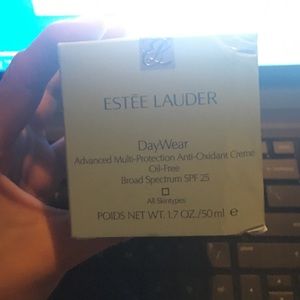 ESTĒE LAUDER
DayWear
Advanced Multi-Protection Anti-Oxidant Creme
Oil-Free
Broad Spectrum SPF 25
All Skintypes
POIDS NET WT. 1.7 OZ./50 ml ℮